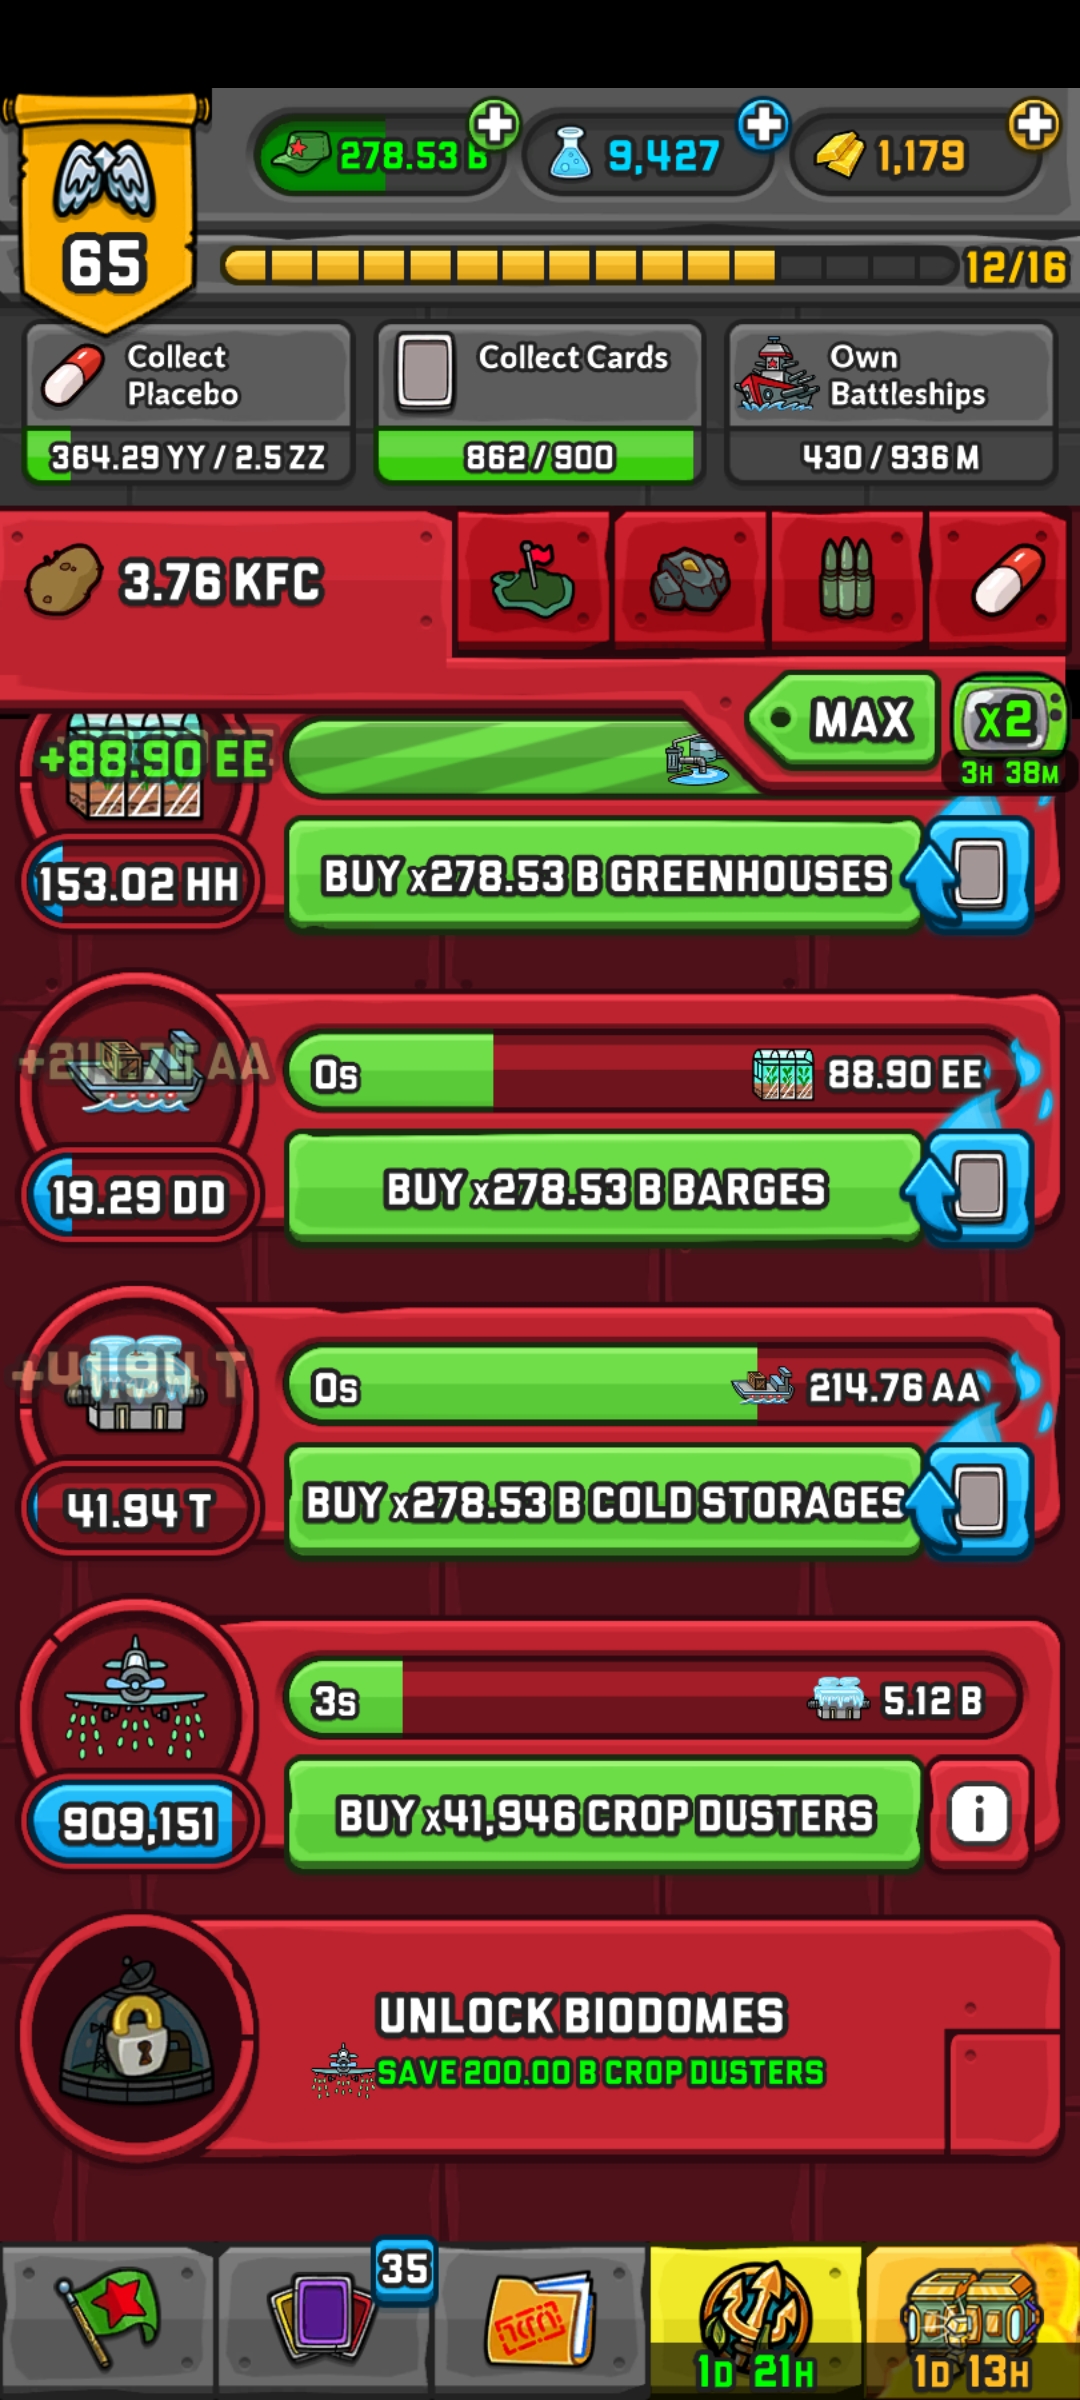 278.53 B
9,427
1,179
65
12/16
Collect
Placebo
364.29 YY / 2.5 ZZ
Collect Cards
862/900
Own
Battleships
430 / 936 M
3.76 KFC
MAX
x2
3H 38M
+88.90 EE
153.02 HH
BUY x278.53 B GREENHOUSES
+214.75 AA
0s
88.90 EE
19.29 DD
BUY x278.53 B BARGES
+41.94 T
0s
214.76 AA
41.94 T
BUY x278.53 B COLD STORAGES
3s
5.12 B
909,151
BUY x41,946 CROP DUSTERS
i
UNLOCK BIODOMES
SAVE 200.00 B CROP DUSTERS
35
1D 21H
1D 13H